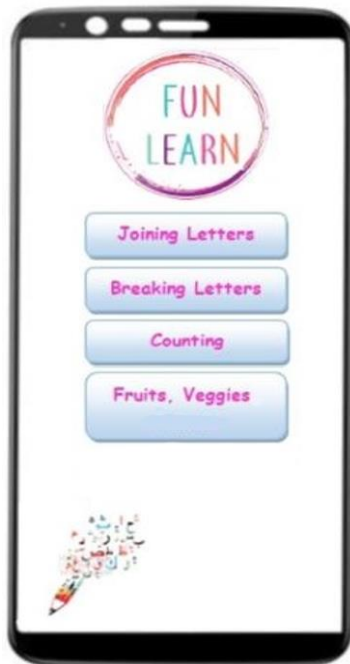 FUN
LEARN
Joining Letters
Breaking Letters
Counting
Fruits, Veggies